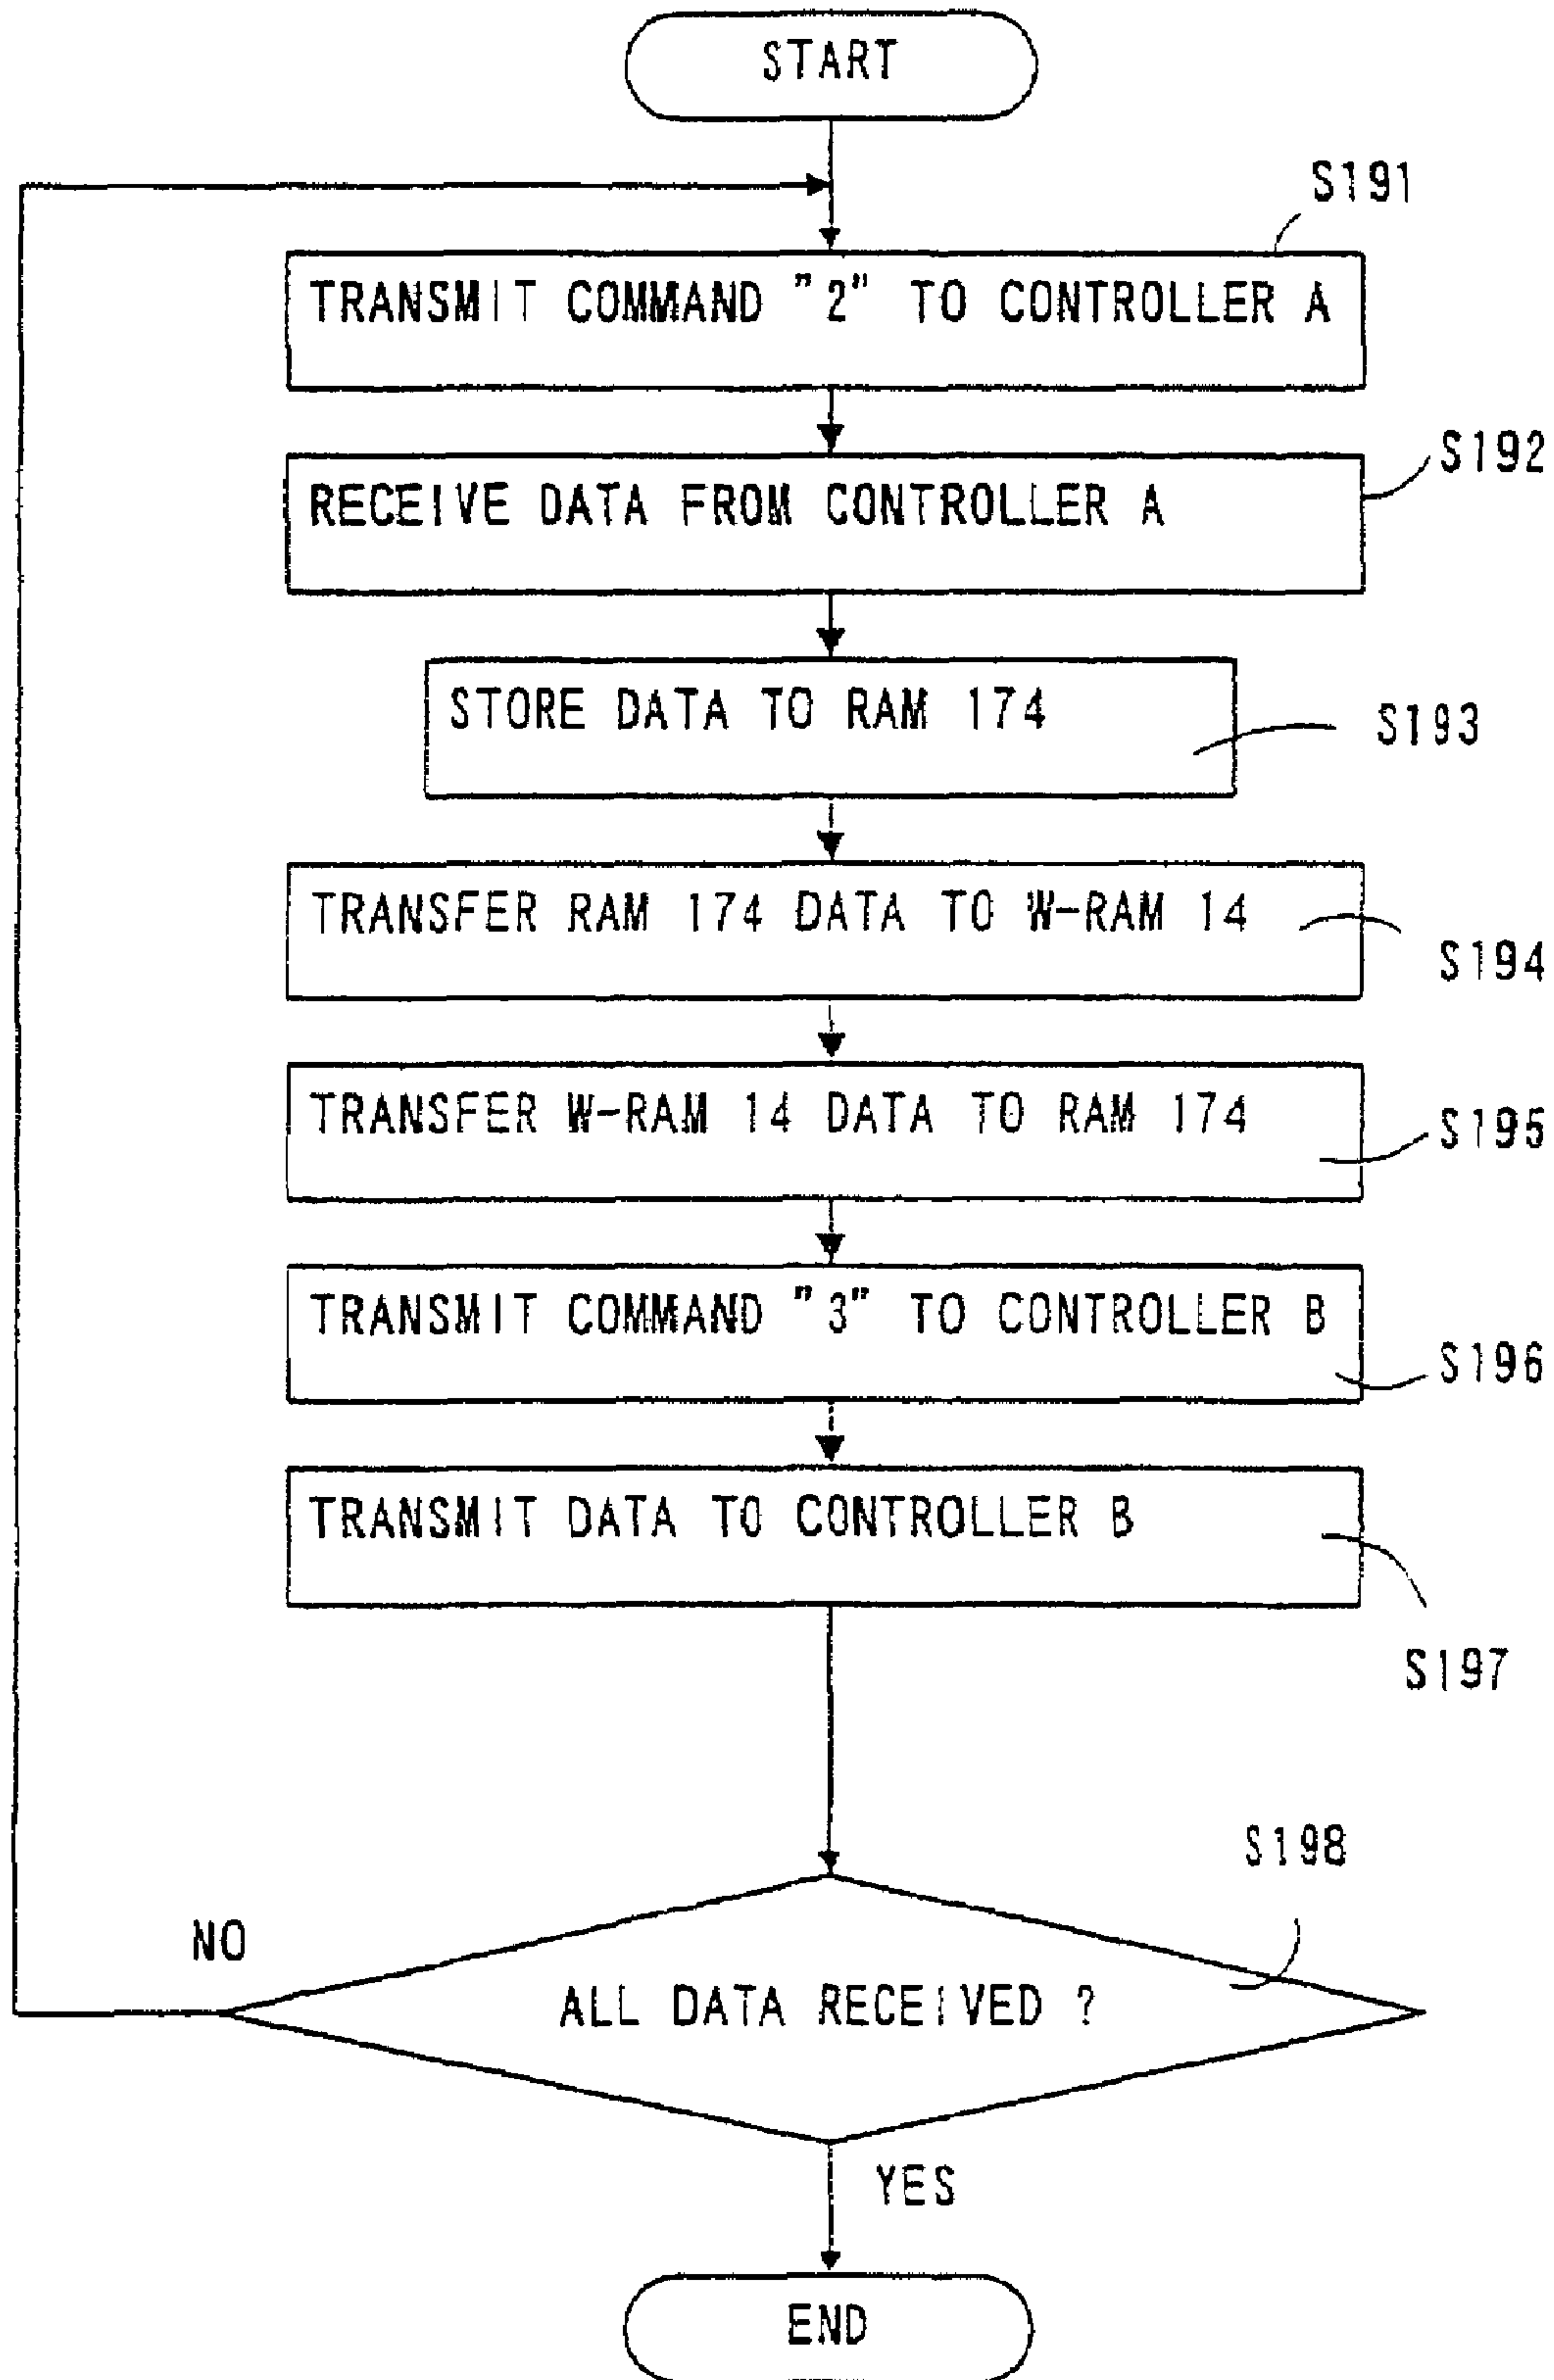 START
S191
TRANSMIT COMMAND "2" TO CONTROLLER A
S192
RECEIVE DATA FROM CONTROLLER A
STORE DATA TO RAM 174
S193
TRANSFER RAM 174 DATA TO W-RAM 14
S194
TRANSFER W-RAM 14 DATA TO RAM 174
S195
TRANSMIT COMMAND "3" TO CONTROLLER B
S196
TRANSMIT DATA TO CONTROLLER B
S197
S198
NO
ALL DATA RECEIVED ?
YES
END